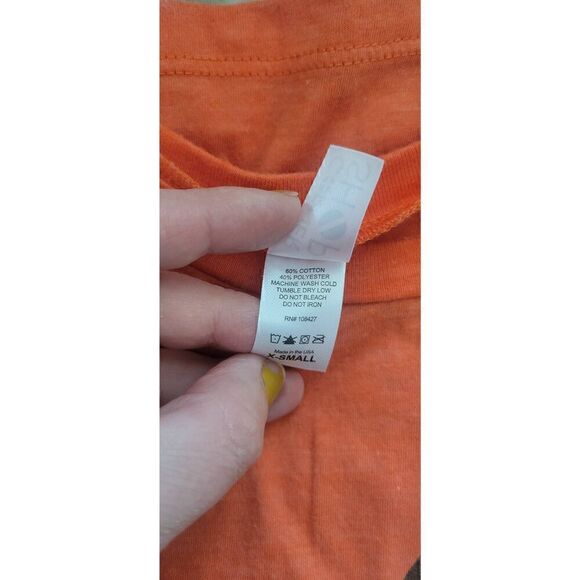 SHOP
60% COTTON
40% POLYESTER
MACHINE WASH COLD
TUMBLE DRY LOW
DO NOT BLEACH
DO NOT IRON
RN# 108427
Made in the USA
X-SMALL